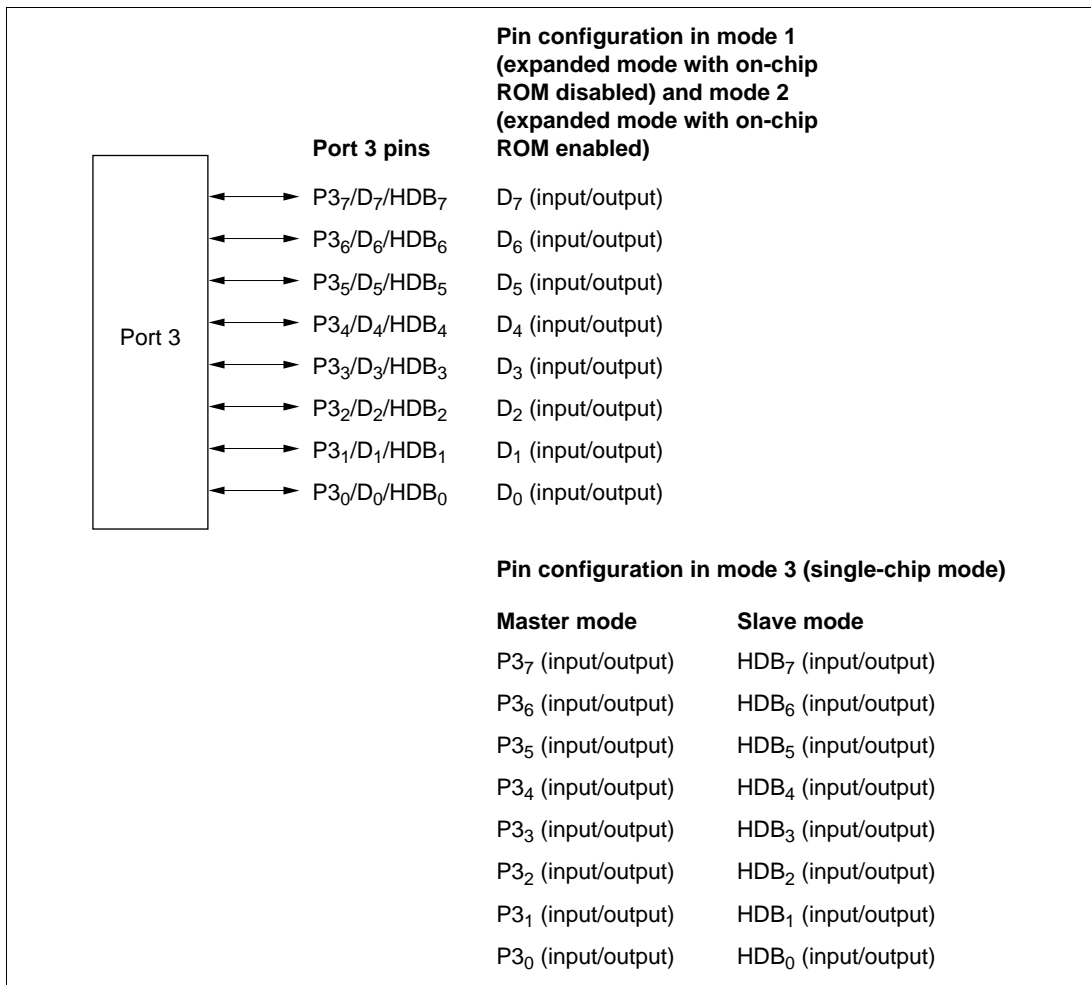 Pin configuration in mode 1
(expanded mode with on-chip
ROM disabled) and mode 2
(expanded mode with on-chip
Port 3 pins ROM enabled)
P3₇/D₇/HDB₇ D₇ (input/output)
P3₆/D₆/HDB₆ D₆ (input/output)
P3₅/D₅/HDB₅ D₅ (input/output)
P3₄/D₄/HDB₄ D₄ (input/output)
Port 3
P3₃/D₃/HDB₃ D₃ (input/output)
P3₂/D₂/HDB₂ D₂ (input/output)
P3₁/D₁/HDB₁ D₁ (input/output)
P3₀/D₀/HDB₀ D₀ (input/output)
Pin configuration in mode 3 (single-chip mode)
Master mode Slave mode
P3₇ (input/output) HDB₇ (input/output)
P3₆ (input/output) HDB₆ (input/output)
P3₅ (input/output) HDB₅ (input/output)
P3₄ (input/output) HDB₄ (input/output)
P3₃ (input/output) HDB₃ (input/output)
P3₂ (input/output) HDB₂ (input/output)
P3₁ (input/output) HDB₁ (input/output)
P3₀ (input/output) HDB₀ (input/output)